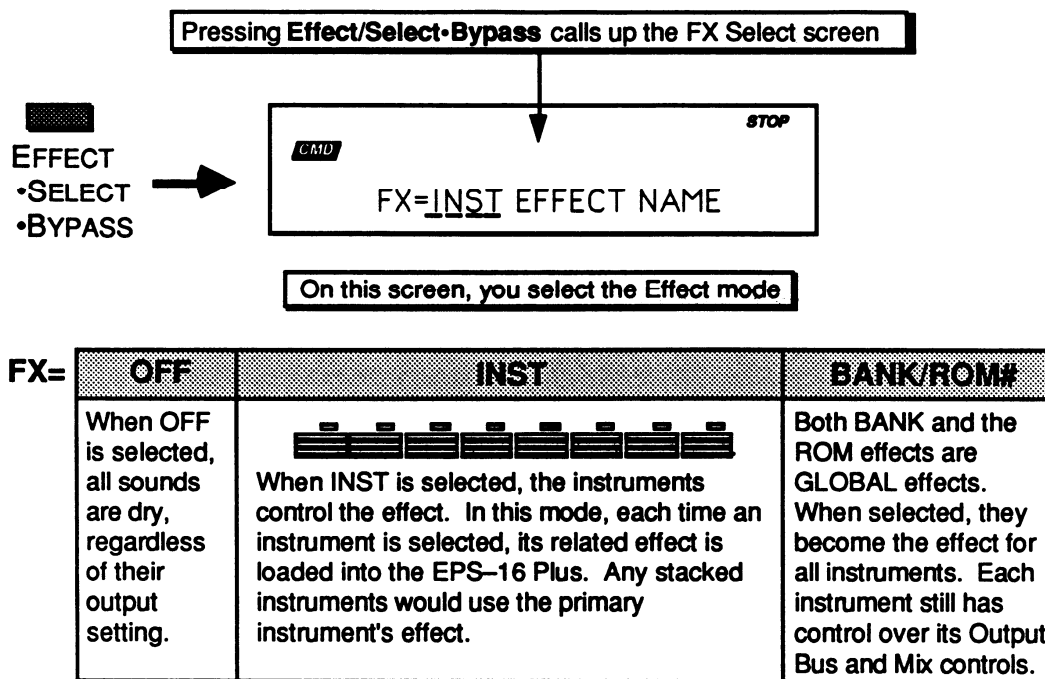 Pressing Effect/Select•Bypass calls up the FX Select screen
STOP
CMD
EFFECT
•SELECT
•BYPASS
FX=INST EFFECT NAME
On this screen, you select the Effect mode
FX=
OFF
INST
BANK/ROM#
When OFF
is selected,
all sounds
are dry,
regardless
of their
output
setting.
When INST is selected, the instruments
control the effect. In this mode, each time an
instrument is selected, its related effect is
loaded into the EPS–16 Plus. Any stacked
instruments would use the primary
instrument's effect.
Both BANK and the
ROM effects are
GLOBAL effects.
When selected, they
become the effect for
all instruments. Each
instrument still has
control over its Output
Bus and Mix controls.